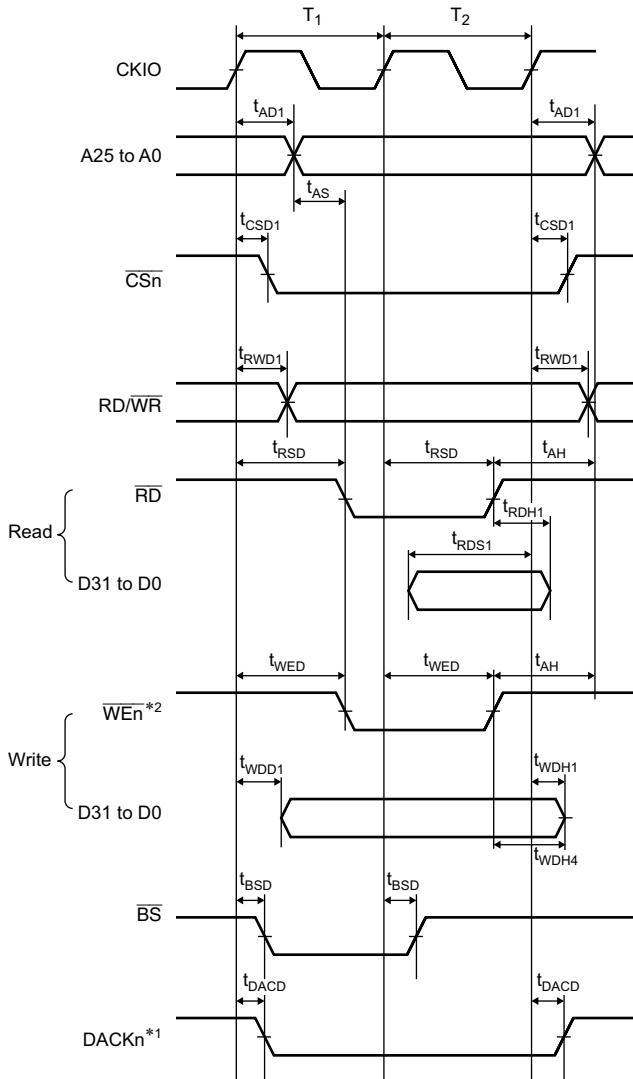 T1 T2
CKIO
tAD1 tAD1
A25 to A0
tAS
tCSD1 tCSD1
CSn
tRWD1 tRWD1
RD/WR
tRSD tRSD tAH
RD
tRDH1
Read
tRDS1
D31 to D0
tWED tWED tAH
WEn*2
Write
tWDD1 tWDH1
D31 to D0
tWDH4
tBSD tBSD
BS
tDACD tDACD
DACKn*1